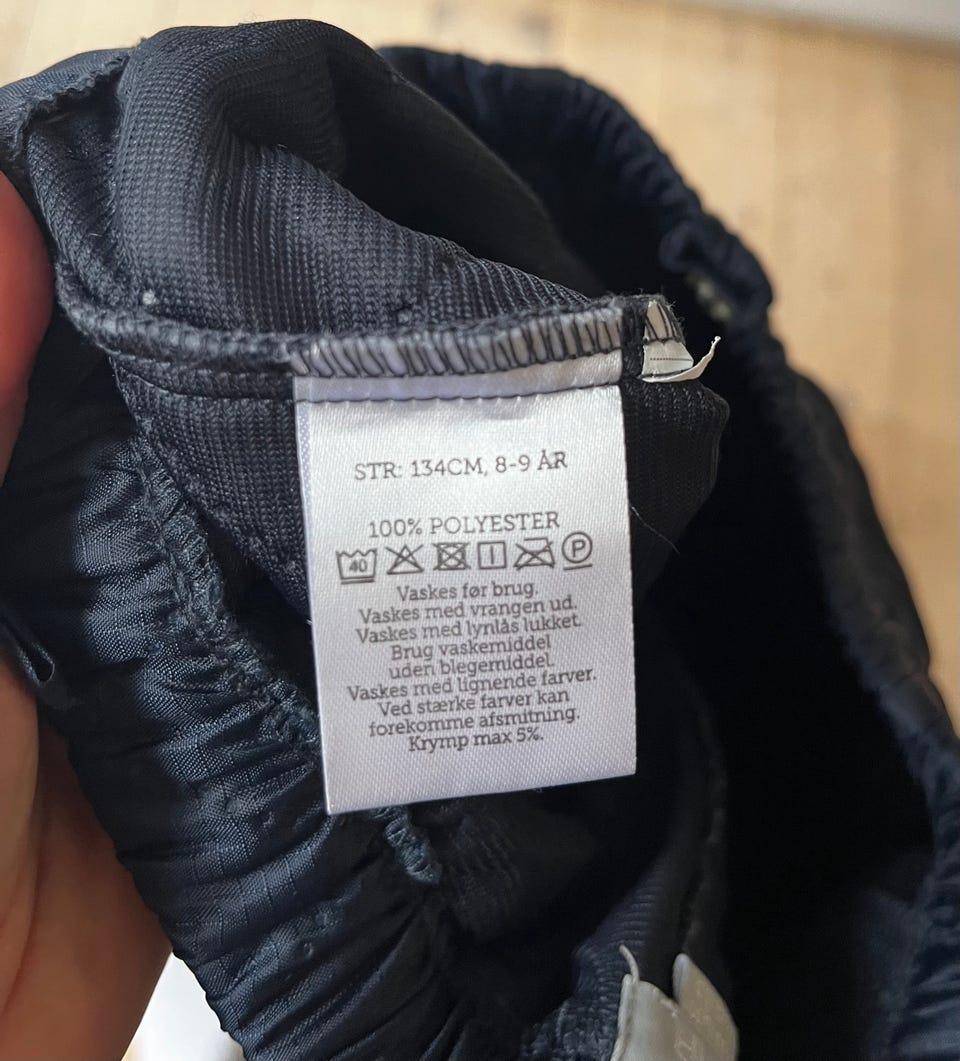 STR: 134CM, 8-9 ÅR
100% POLYESTER
40 P
Vaskes før brug.
Vaskes med vrangen ud.
Vaskes med lynlås lukket.
Brug vaskemiddel
uden blegemiddel.
Vaskes med lignende farver.
Ved stærke farver kan
forekomme afsmitning.
Krymp max 5%.